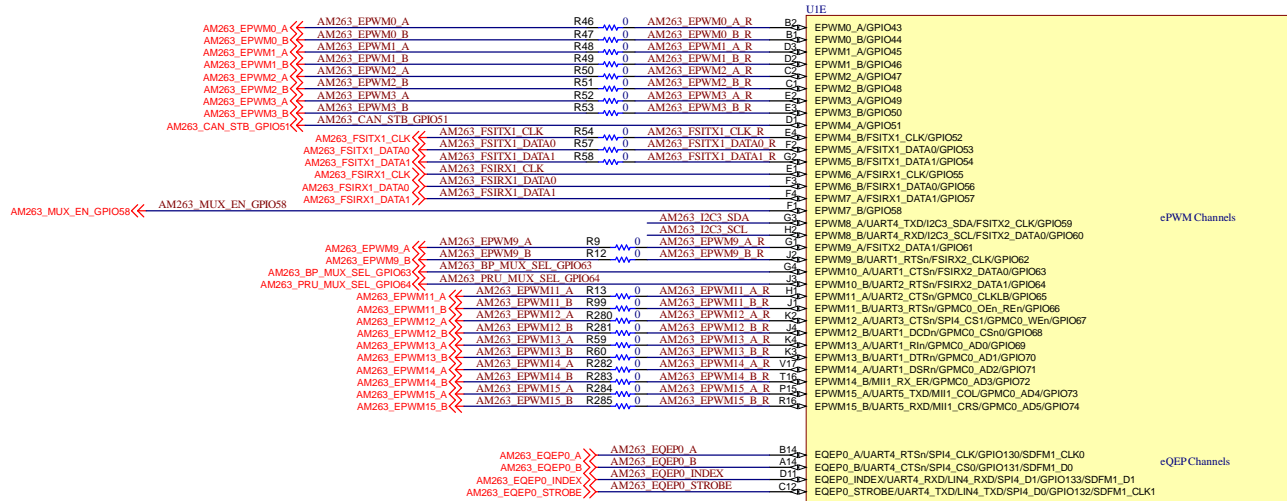 U1E
AM263_EPWM0_A AM263_EPWM0_A R46 0 AM263_EPWM0_A_R B2 EPWM0_A/GPIO43
AM263_EPWM0_B AM263_EPWM0_B R47 0 AM263_EPWM0_B_R B1 EPWM0_B/GPIO44
AM263_EPWM1_A AM263_EPWM1_A R48 0 AM263_EPWM1_A_R D3 EPWM1_A/GPIO45
AM263_EPWM1_B AM263_EPWM1_B R49 0 AM263_EPWM1_B_R D2 EPWM1_B/GPIO46
AM263_EPWM2_A AM263_EPWM2_A R50 0 AM263_EPWM2_A_R C2 EPWM2_A/GPIO47
AM263_EPWM2_B AM263_EPWM2_B R51 0 AM263_EPWM2_B_R C1 EPWM2_B/GPIO48
AM263_EPWM3_A AM263_EPWM3_A R52 0 AM263_EPWM3_A_R E2 EPWM3_A/GPIO49
AM263_EPWM3_B AM263_EPWM3_B R53 0 AM263_EPWM3_B_R E3 EPWM3_B/GPIO50
AM263_CAN_STB_GPIO51 AM263_CAN_STB_GPIO51 D1 EPWM4_A/GPIO51
AM263_FSITX1_CLK AM263_FSITX1_CLK R54 0 AM263_FSITX1_CLK_R E4 EPWM4_B/FSITX1_CLK/GPIO52
AM263_FSITX1_DATA0 AM263_FSITX1_DATA0 R57 0 AM263_FSITX1_DATA0_R F2 EPWM5_A/FSITX1_DATA0/GPIO53
AM263_FSITX1_DATA1 AM263_FSITX1_DATA1 R58 0 AM263_FSITX1_DATA1_R G2 EPWM5_B/FSITX1_DATA1/GPIO54
AM263_FSIRX1_CLK AM263_FSIRX1_CLK E1 EPWM6_A/FSIRX1_CLK/GPIO55
AM263_FSIRX1_DATA0 AM263_FSIRX1_DATA0 F3 EPWM6_B/FSIRX1_DATA0/GPIO56
AM263_FSIRX1_DATA1 AM263_FSIRX1_DATA1 F4 EPWM7_A/FSIRX1_DATA1/GPIO57
AM263_MUX_EN_GPIO58 AM263_MUX_EN_GPIO58 F1 EPWM7_B/GPIO58
ePWM Channels
AM263_I2C3_SDA G3 EPWM8_A/UART4_TXD/I2C3_SDA/FSITX2_CLK/GPIO59
AM263_I2C3_SCL H2 EPWM8_B/UART4_RXD/I2C3_SCL/FSITX2_DATA0/GPIO60
AM263_EPWM9_A AM263_EPWM9_A R9 0 AM263_EPWM9_A_R G1 EPWM9_A/FSITX2_DATA1/GPIO61
AM263_EPWM9_B AM263_EPWM9_B R12 0 AM263_EPWM9_B_R J2 EPWM9_B/UART1_RTSn/FSIRX2_CLK/GPIO62
AM263_BP_MUX_SEL_GPIO63 AM263_BP_MUX_SEL_GPIO63 G4 EPWM10_A/UART1_CTSn/FSIRX2_DATA0/GPIO63
AM263_PRU_MUX_SEL_GPIO64 AM263_PRU_MUX_SEL_GPIO64 J3 EPWM10_B/UART2_RTSn/FSIRX2_DATA1/GPIO64
AM263_EPWM11_A AM263_EPWM11_A R13 0 AM263_EPWM11_A_R H1 EPWM11_A/UART2_CTSn/GPMC0_CLKLB/GPIO65
AM263_EPWM11_B AM263_EPWM11_B R99 0 AM263_EPWM11_B_R J1 EPWM11_B/UART3_RTSn/GPMC0_OEn_REn/GPIO66
AM263_EPWM12_A AM263_EPWM12_A R280 0 AM263_EPWM12_A_R K2 EPWM12_A/UART3_CTSn/SPI4_CS1/GPMC0_WEn/GPIO67
AM263_EPWM12_B AM263_EPWM12_B R281 0 AM263_EPWM12_B_R J4 EPWM12_B/UART1_DCDn/GPMC0_CSn0/GPIO68
AM263_EPWM13_A AM263_EPWM13_A R59 0 AM263_EPWM13_A_R K4 EPWM13_A/UART1_RIn/GPMC0_AD0/GPIO69
AM263_EPWM13_B AM263_EPWM13_B R60 0 AM263_EPWM13_B_R K3 EPWM13_B/UART1_DTRn/GPMC0_AD1/GPIO70
AM263_EPWM14_A AM263_EPWM14_A R282 0 AM263_EPWM14_A_R V17 EPWM14_A/UART1_DSRn/GPMC0_AD2/GPIO71
AM263_EPWM14_B AM263_EPWM14_B R283 0 AM263_EPWM14_B_R T16 EPWM14_B/MII1_RX_ER/GPMC0_AD3/GPIO72
AM263_EPWM15_A AM263_EPWM15_A R284 0 AM263_EPWM15_A_R P15 EPWM15_A/UART5_TXD/MII1_COL/GPMC0_AD4/GPIO73
AM263_EPWM15_B AM263_EPWM15_B R285 0 AM263_EPWM15_B_R R16 EPWM15_B/UART5_RXD/MII1_CRS/GPMC0_AD5/GPIO74
AM263_EQEP0_A AM263_EQEP0_A B14 EQEP0_A/UART4_RTSn/SPI4_CLK/GPIO130/SDFM1_CLK0
eQEP Channels
AM263_EQEP0_B AM263_EQEP0_B A14 EQEP0_B/UART4_CTSn/SPI4_CS0/GPIO131/SDFM1_D0
AM263_EQEP0_INDEX AM263_EQEP0_INDEX D11 EQEP0_INDEX/UART4_RXD/LIN4_RXD/SPI4_D1/GPIO133/SDFM1_D1
AM263_EQEP0_STROBE AM263_EQEP0_STROBE C12 EQEP0_STROBE/UART4_TXD/LIN4_TXD/SPI4_D0/GPIO132/SDFM1_CLK1